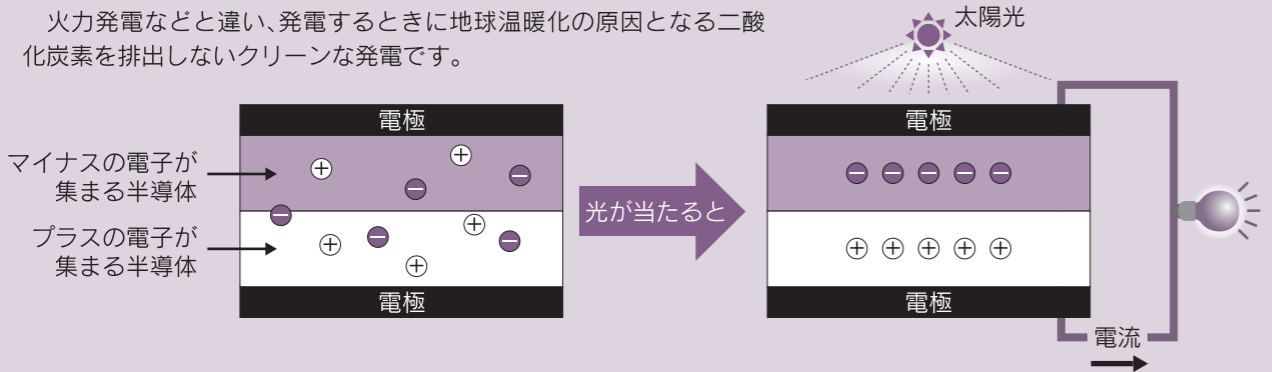 火力発電などと違い、発電するときに地球温暖化の原因となる二酸
化炭素を排出しないクリーンな発電です。
電極
マイナスの電子が
集まる半導体
プラスの電子が
集まる半導体
電極
光が当たると
太陽光
電極
電極
電流